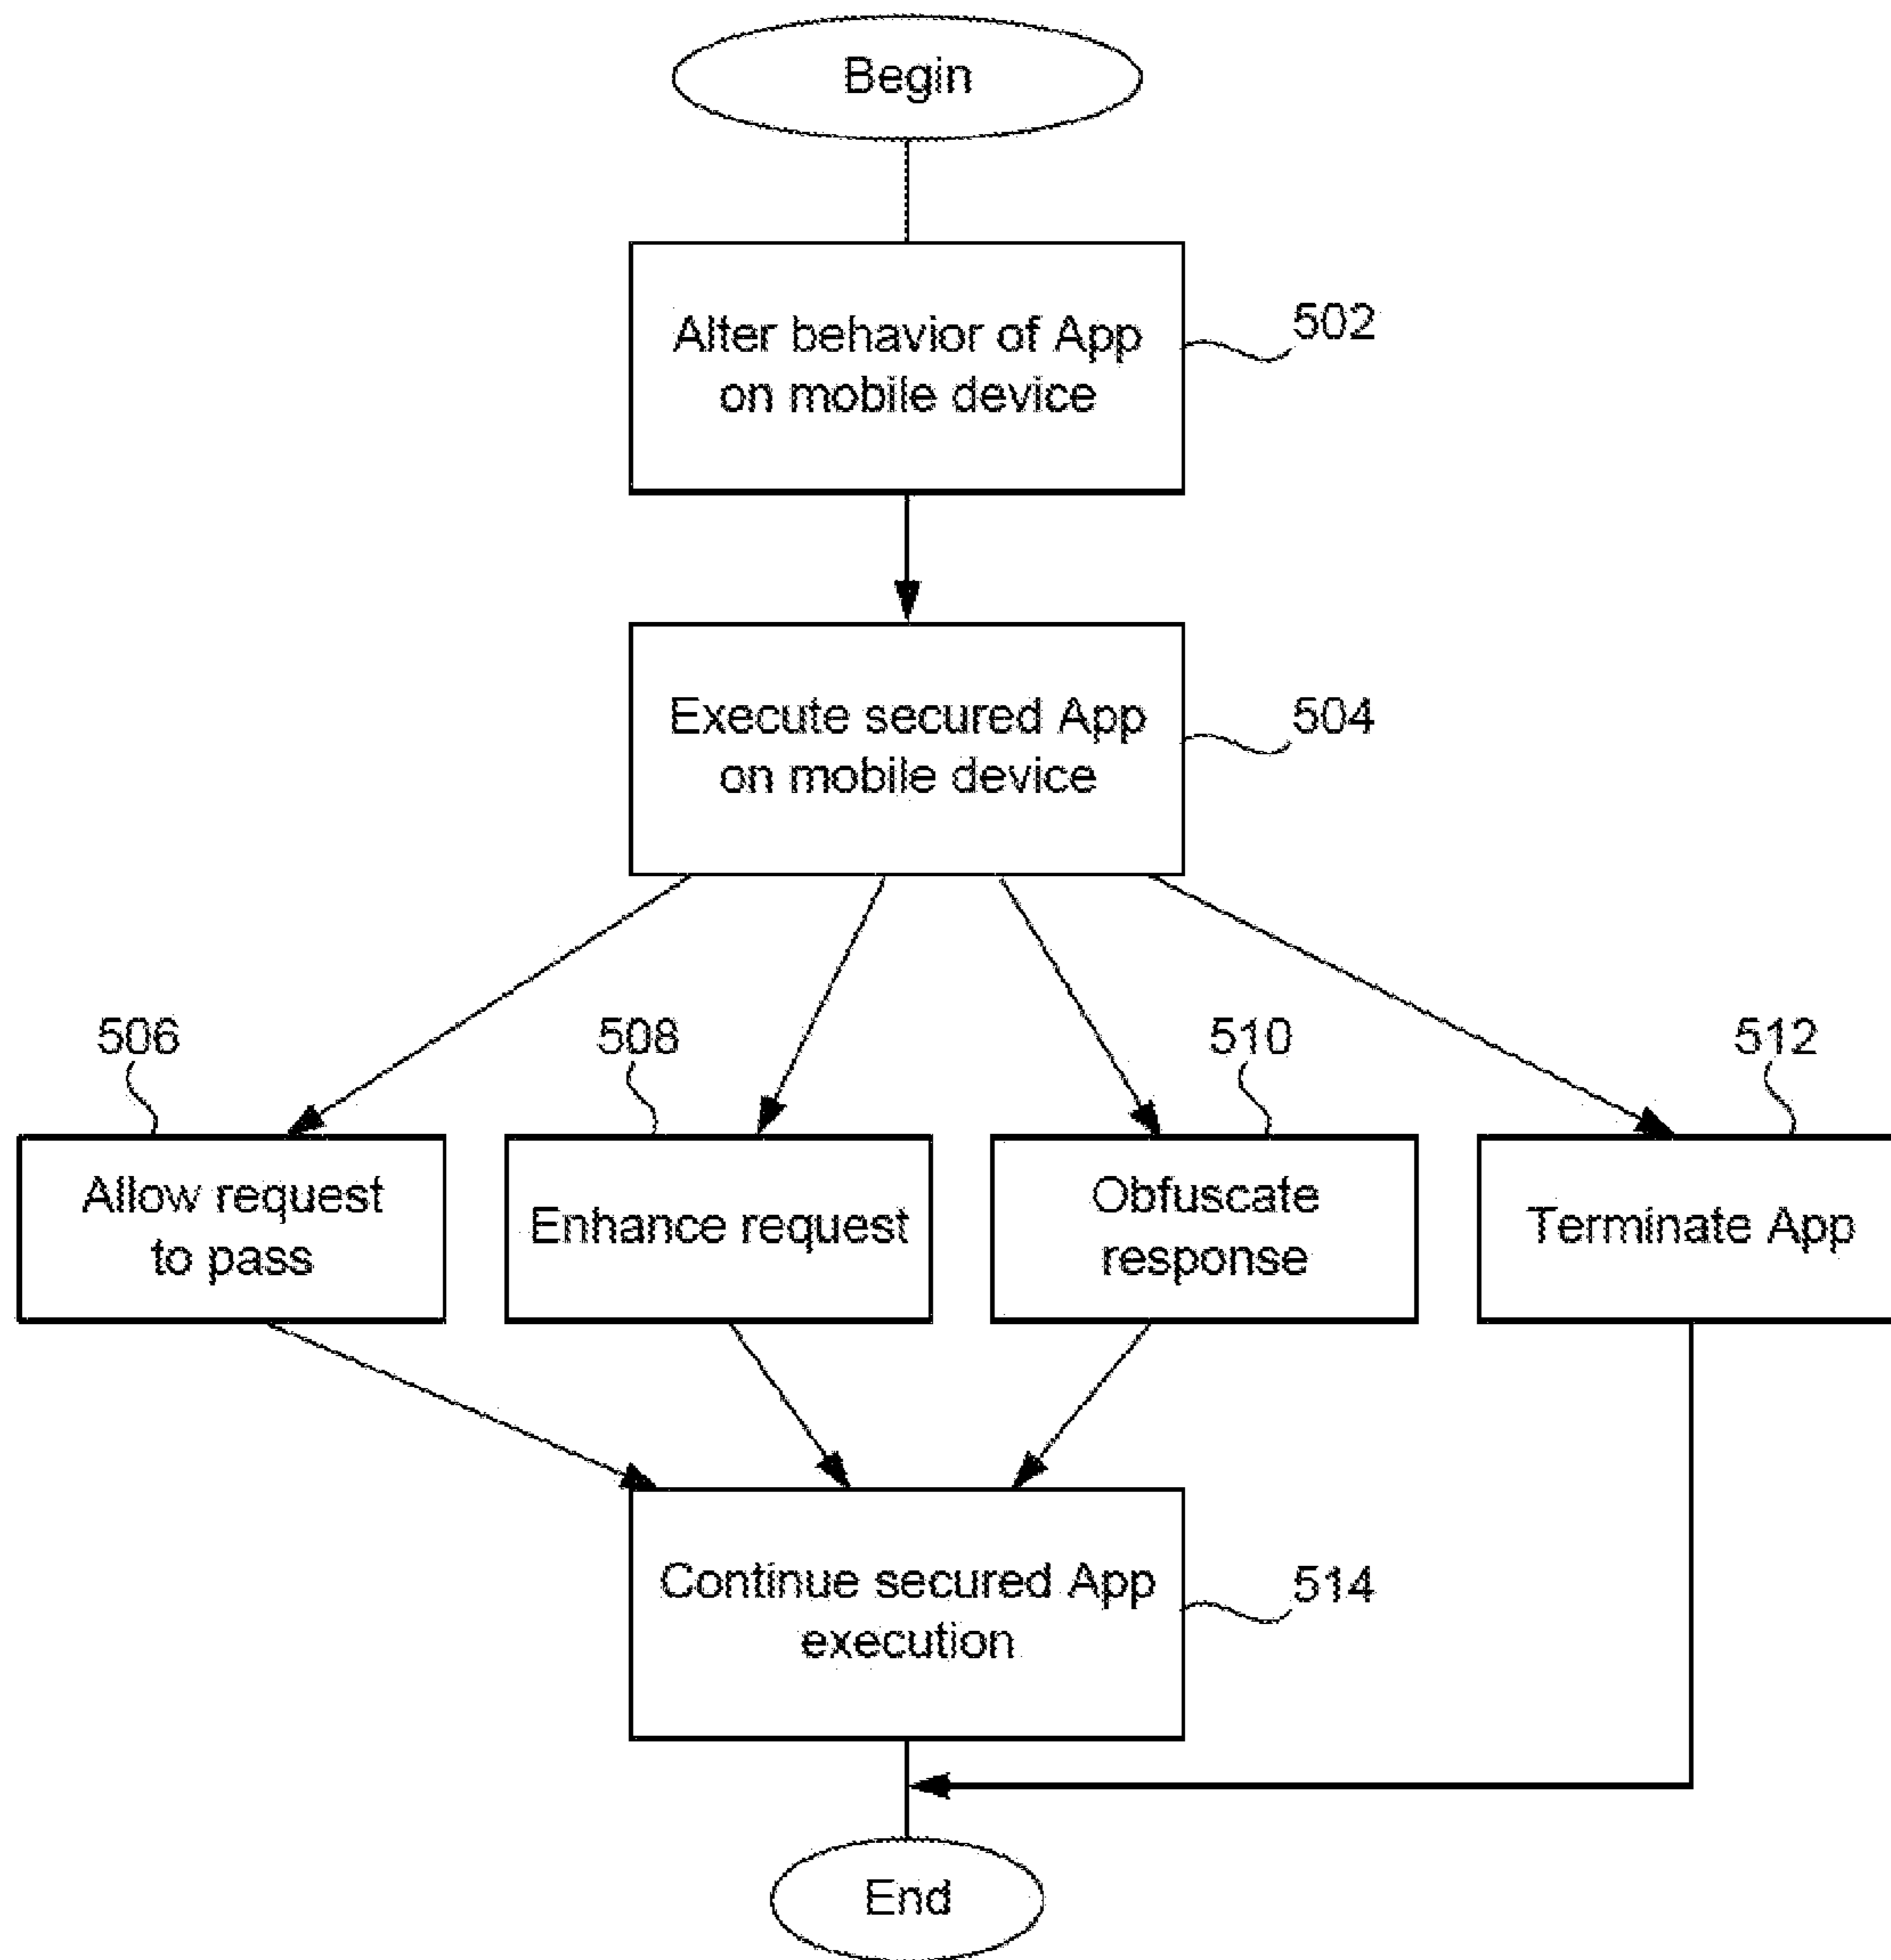 Begin
Alter behavior of App
on mobile device
502
Execute secured App
on mobile device
504
506
508
510
512
Allow request
to pass
Enhance request
Obfuscate
response
Terminate App
Continue secured App
execution
514
End